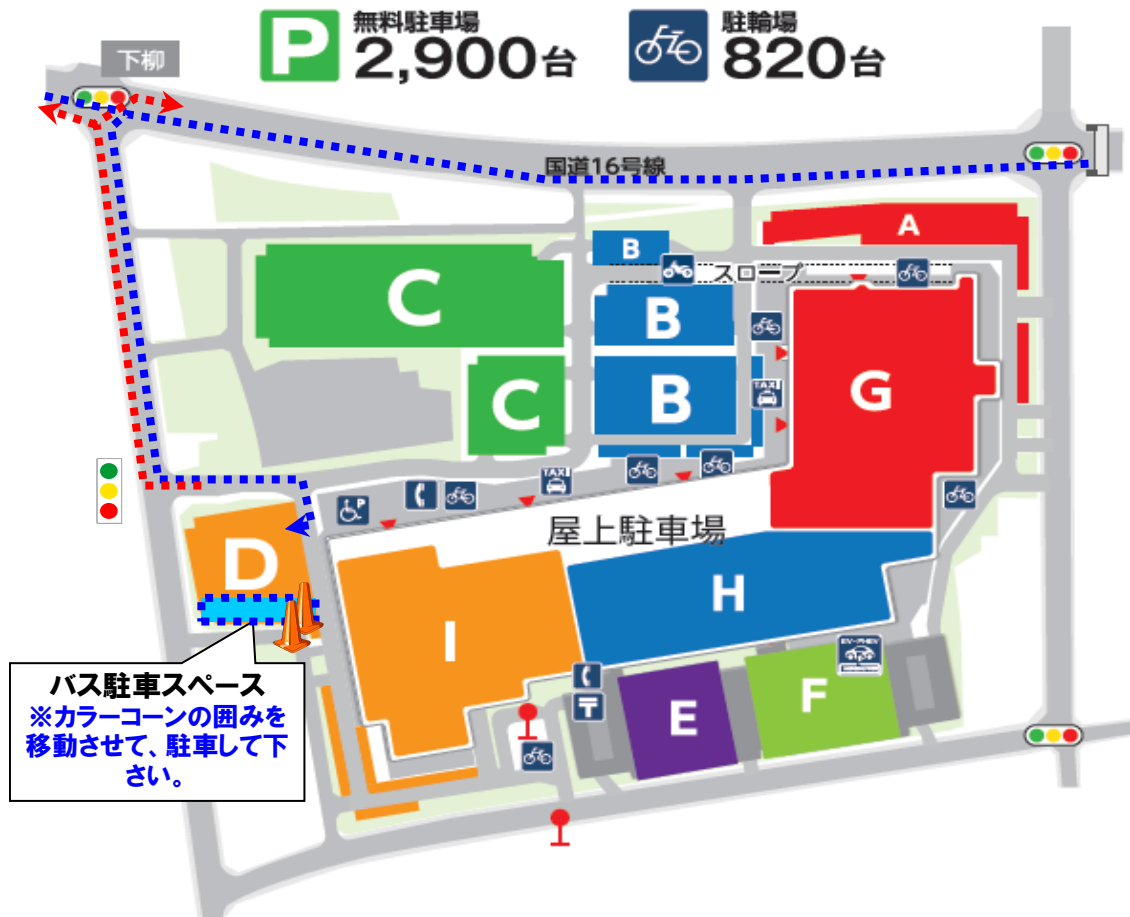 無料駐車場
P 2,900台
駐輪場
820台
下柳
国道16号線
A
B
スロープ
C
B
G
C
B
TAXI
TAXI
P
屋上駐車場
D
H
I
EV・PHEV
バス駐車スペース
※カラーコーンの囲みを
移動させて、駐車して下
さい。
〒
E
F